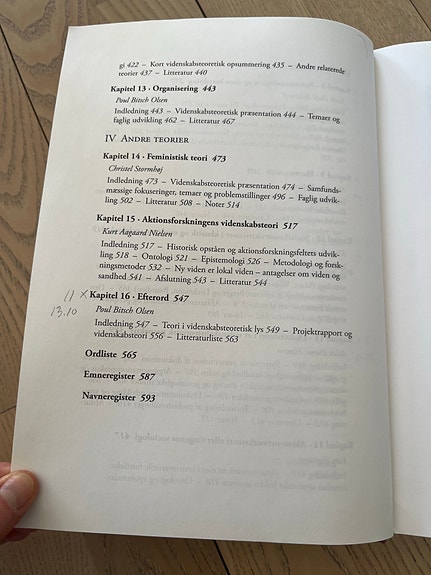 gi 422 – Kort videnskabsteoretisk opsummering 435 – Andre relaterede
teorier 437 – Litteratur 440
Kapitel 13 · Organisering 443
Poul Bitsch Olsen
Indledning 443 – Videnskabsteoretisk præsentation 444 – Temaer og
faglig udvikling 462 – Litteratur 467
IV ANDRE TEORIER
Kapitel 14 · Feministisk teori 473
Christel Stormhøj
Indledning 473 – Videnskabsteoretisk præsentation 474 – Samfunds-
mæssige fokuseringer, temaer og problemstillinger 496 – Faglig udvik-
ling 502 – Litteratur 508 – Noter 514
Kapitel 15 · Aktionsforskningens videnskabsteori 517
Kurt Aagaard Nielsen
Indledning 517 – Historisk opståen og aktionsforskningsfeltets udvik-
ling 518 – Ontologi 521 – Epistemologi 526 – Metodologi og forsk-
ningsmetoder 532 – Ny viden er lokal viden – antagelser om viden og
sandhed 541 – Afslutning 543 – Litteratur 544
11 x Kapitel 16 · Efterord 547
13.10 Poul Bitsch Olsen
Indledning 547 – Teori i videnskabsteoretisk lys 549 – Projektrapport og
videnskabsteori 556 – Litteraturliste 563
Ordliste 565
Emneregister 587
Navneregister 593